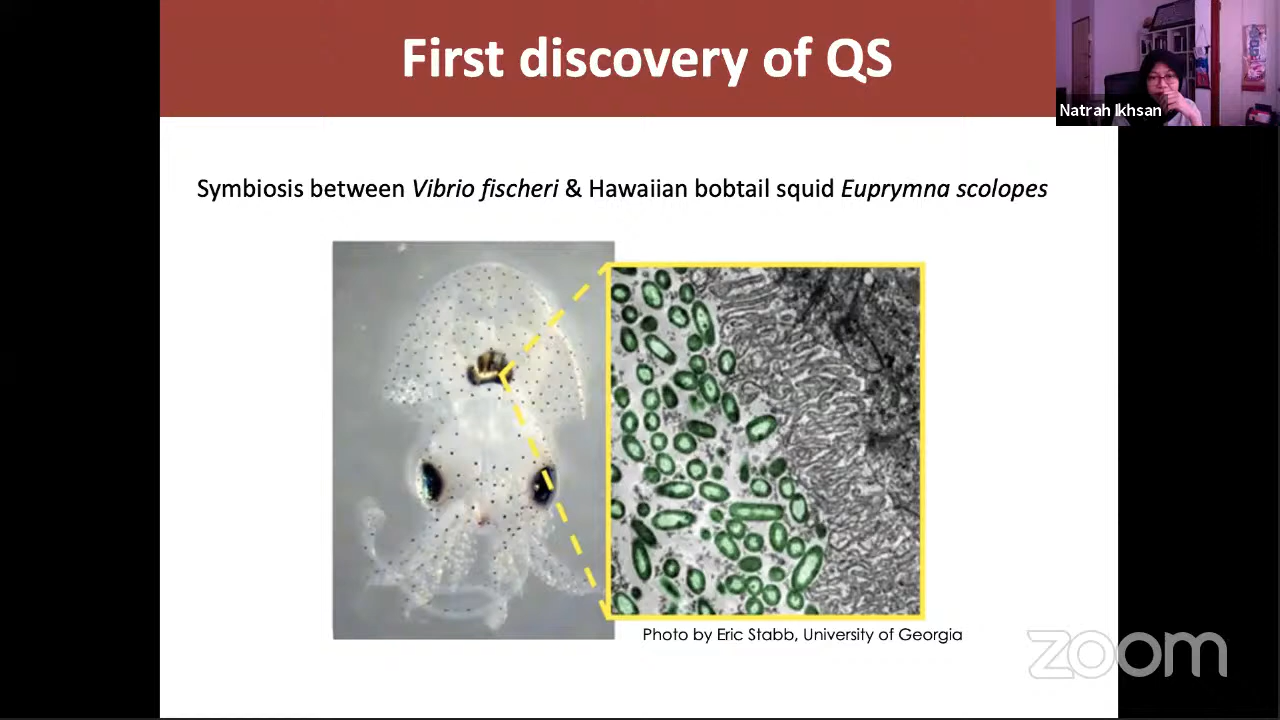 First discovery of QS
Natrah Ikhsan
Symbiosis between Vibrio fischeri & Hawaiian bobtail squid Euprymna scolopes
Photo by Eric Stabb, University of Georgia
zoom